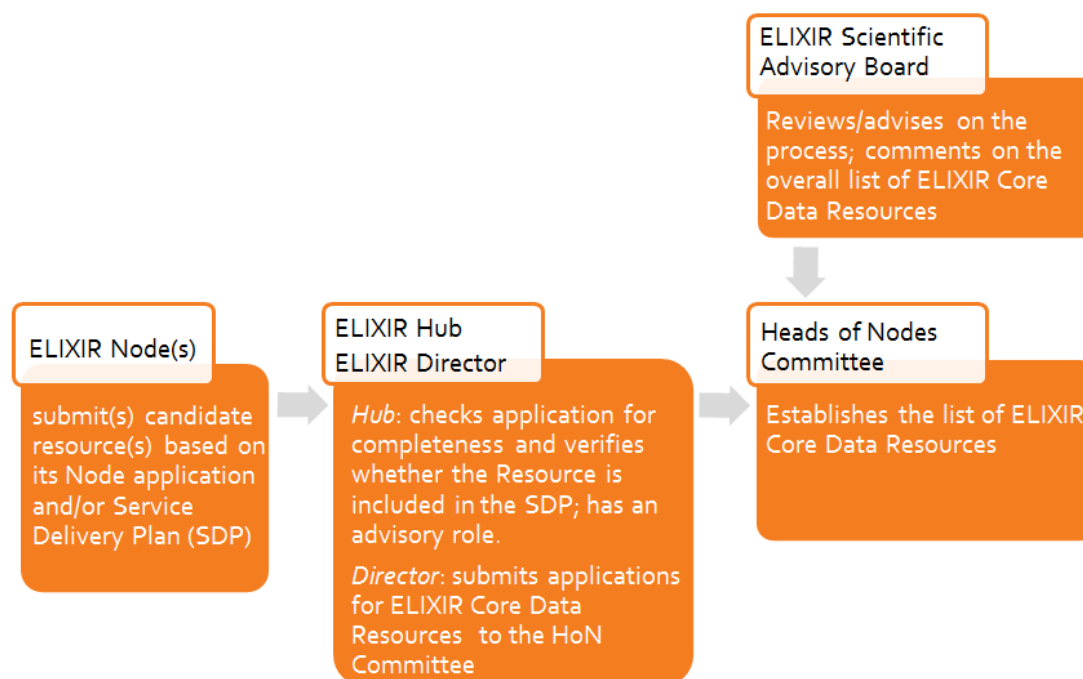 ELIXIR Scientific
Advisory Board
Reviews/advises on the
process; comments on the
overall list of ELIXIR Core
Data Resources
ELIXIR Node(s)
submit(s) candidate
resource(s) based on
its Node application
and/or Service
Delivery Plan (SDP)
ELIXIR Hub
ELIXIR Director
Hub: checks application for
completeness and verifies
whether the Resource is
included in the SDP; has an
advisory role.
Director: submits applications
for ELIXIR Core Data
Resources to the HoN
Committee
Heads of Nodes
Committee
Establishes the list of ELIXIR
Core Data Resources